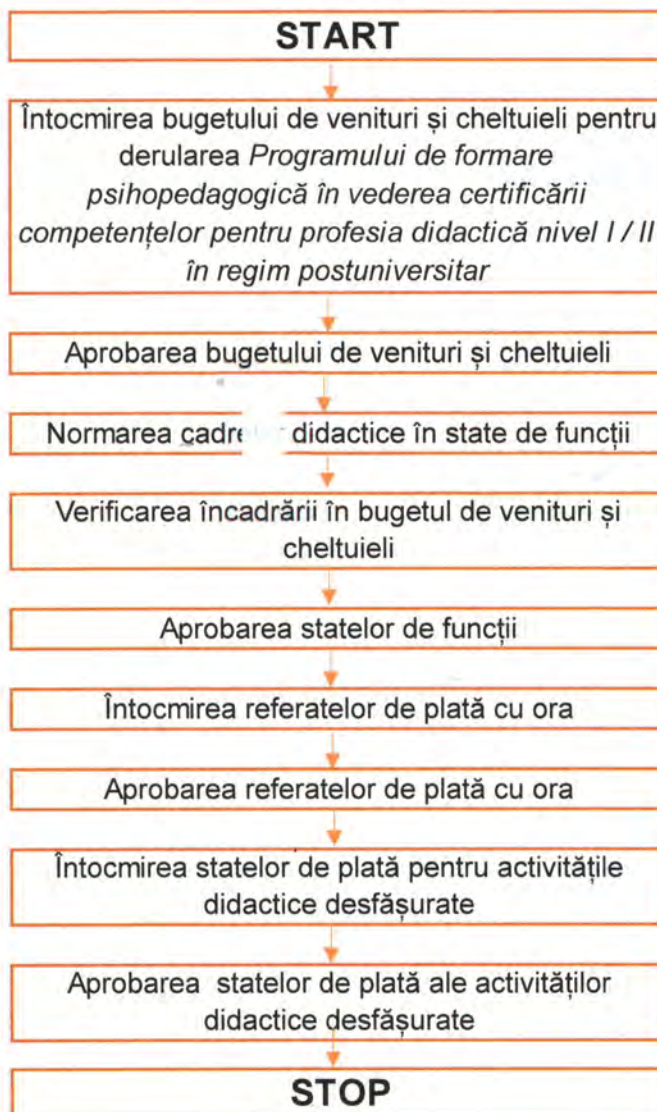 START
Întocmirea bugetului de venituri și cheltuieli pentru
derularea Programului de formare
psihopedagogică în vederea certificării
competențelor pentru profesia didactică nivel I / II
în regim postuniversitar
Aprobarea bugetului de venituri și cheltuieli
Normarea didactice în state de funcții
Verificarea încadrării în bugetul de venituri și
cheltuieli
Aprobarea statelor de funcții
Întocmirea referatelor de plată cu ora
Aprobarea referatelor de plată cu ora
Întocmirea statelor de plată pentru activitățile
didactice desfășurate
Aprobarea statelor de plată ale activităților
didactice desfășurate
STOP